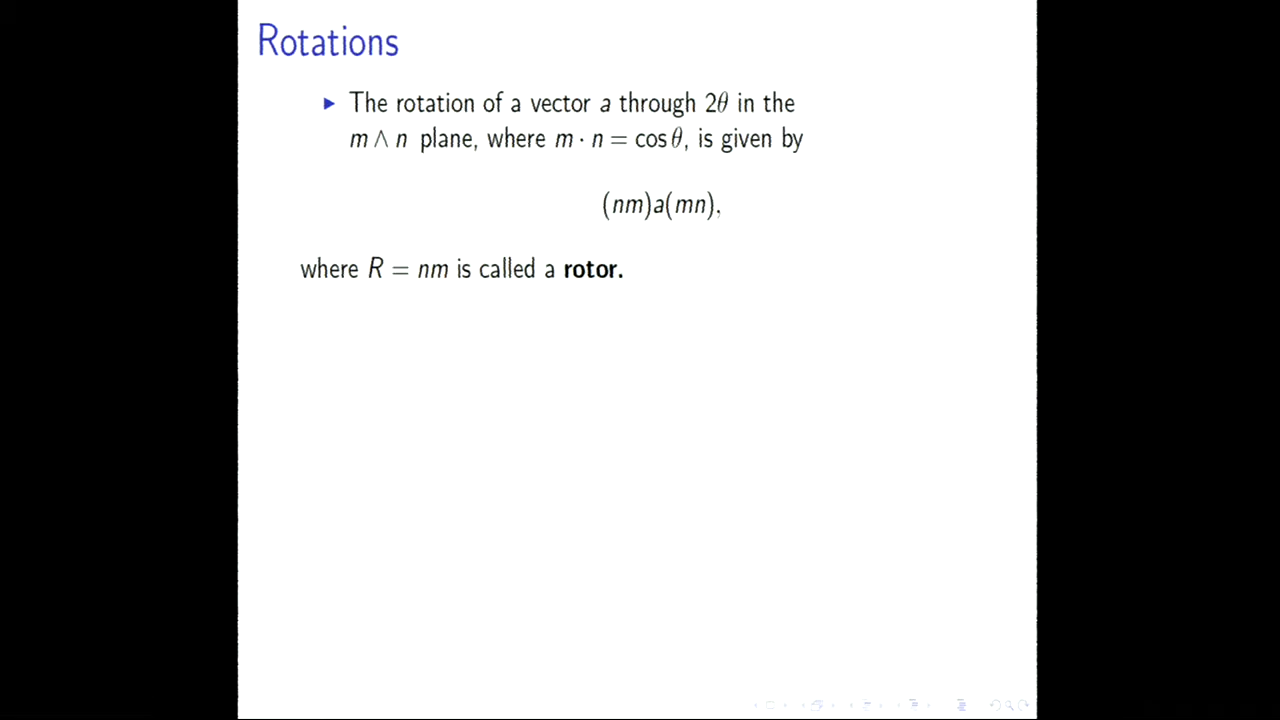 Rotations
▶ The rotation of a vector a through 2θ in the
m ∧ n plane, where m · n = cos θ, is given by
(nm)a(mn),
where R = nm is called a rotor.